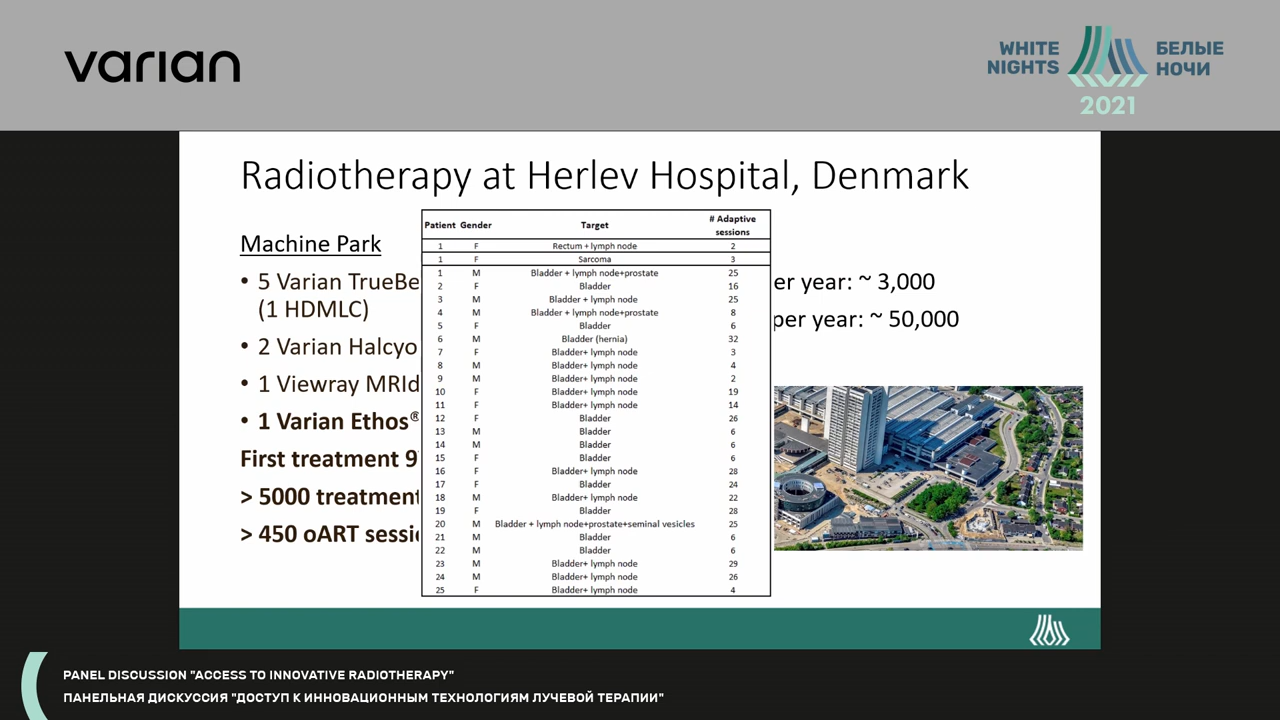 varian
WHITE NIGHTS
БЕЛЫЕ НОЧИ
2021
Radiotherapy at Herlev Hospital, Denmark
Machine Park
• 5 Varian TrueBe
(1 HDMLC)
• 2 Varian Halcyo
• 1 Viewray MRId
• 1 Varian Ethos®
First treatment 9
> 5000 treatment
> 450 oART sessi
Patient Gender Target # Adaptive sessions
1 F Rectum + lymph node 2
1 F Sarcoma 3
1 M Bladder + lymph node+prostate 25
2 F Bladder 16
3 M Bladder + lymph node 25
4 M Bladder + lymph node+prostate 8
5 F Bladder 6
6 M Bladder (hernia) 32
7 F Bladder+ lymph node 3
8 M Bladder+ lymph node 4
9 M Bladder+ lymph node 2
10 F Bladder+ lymph node 19
11 F Bladder+ lymph node 14
12 F Bladder 26
13 M Bladder 6
14 M Bladder 6
15 F Bladder 6
16 F Bladder+ lymph node 28
17 F Bladder 24
18 M Bladder+ lymph node 22
19 F Bladder 28
20 M Bladder + lymph node+prostate+seminal vesicles 25
21 M Bladder 6
22 M Bladder 6
23 M Bladder+ lymph node 29
24 M Bladder+ lymph node 26
25 F Bladder+ lymph node 4
er year: ~ 3,000
per year: ~ 50,000
PANEL DISCUSSION "ACCESS TO INNOVATIVE RADIOTHERAPY"
ПАНЕЛЬНАЯ ДИСКУССИЯ "ДОСТУП К ИННОВАЦИОННЫМ ТЕХНОЛОГИЯМ ЛУЧЕВОЙ ТЕРАПИИ"